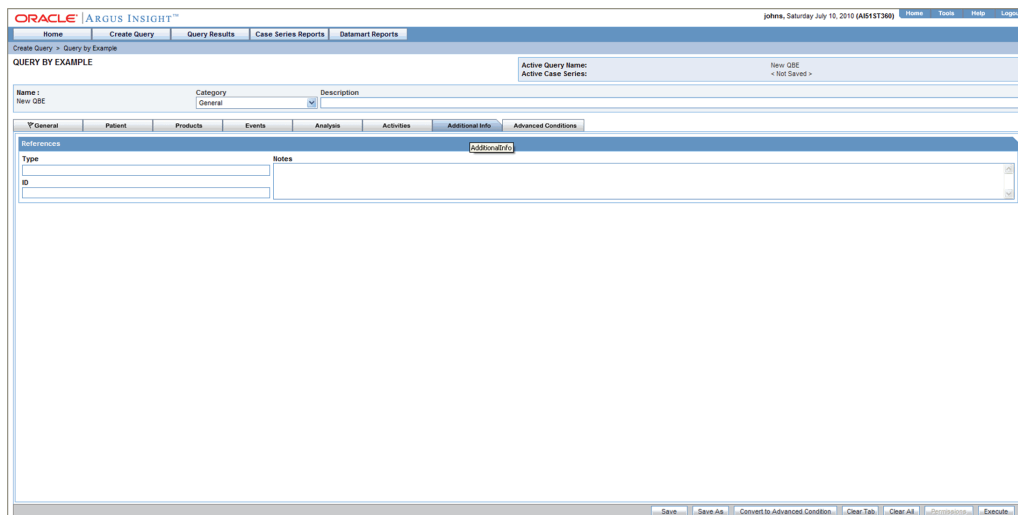 ORACLE ARGUS INSIGHT™
johns, Saturday July 10, 2010 (AI51ST360) Home Tools Help Logou
Home Create Query Query Results Case Series Reports Datamart Reports
Create Query > Query by Example
QUERY BY EXAMPLE
Active Query Name: New QBE
Active Case Series: < Not Saved >
Name : Category Description
New QBE General
General Patient Products Events Analysis Activities Additional Info Advanced Conditions
References
AdditionalInfo
Type Notes
ID
Save Save As Convert to Advanced Condition Clear Tab Clear All Permissions Execute